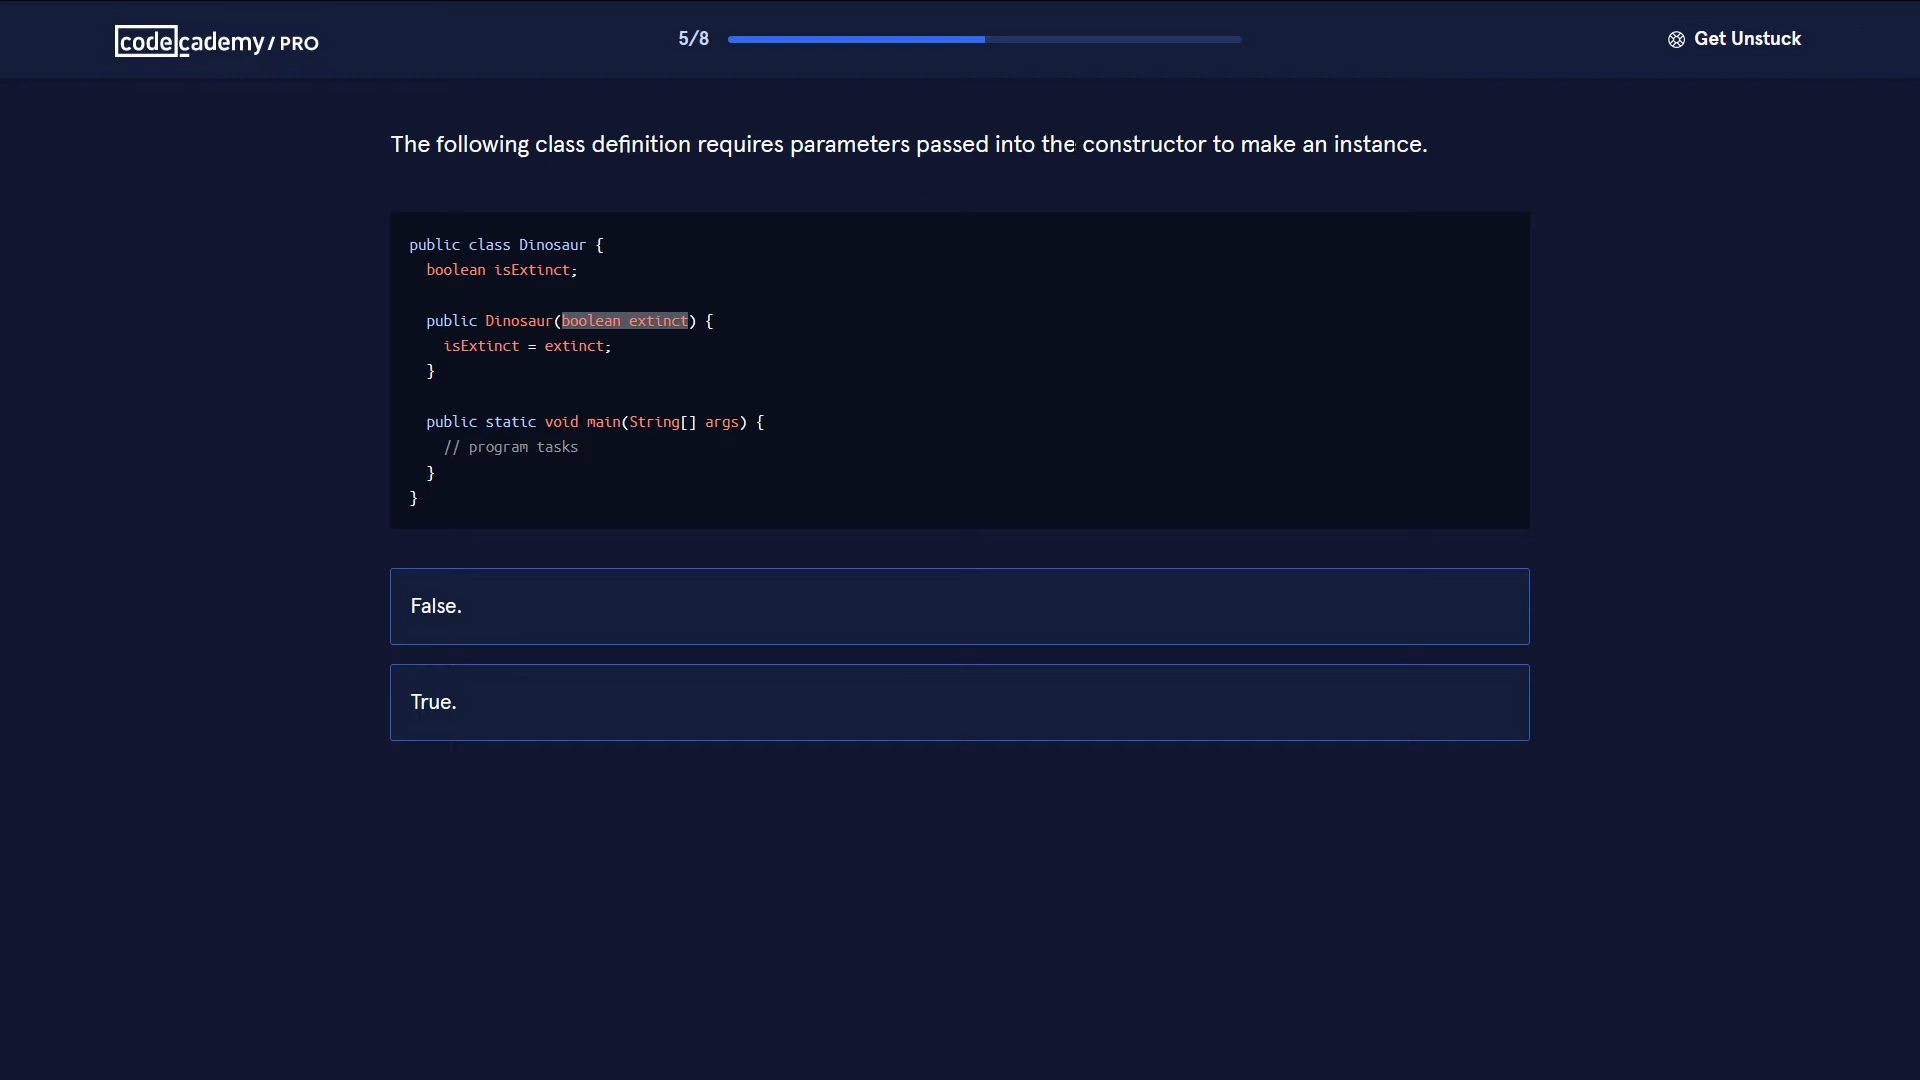 codecademy / PRO
5/8
Get Unstuck
The following class definition requires parameters passed into the constructor to make an instance.
public class Dinosaur {
  boolean isExtinct;

  public Dinosaur(boolean extinct) {
    isExtinct = extinct;
  }

  public static void main(String[] args) {
    // program tasks
  }
}
False.
True.